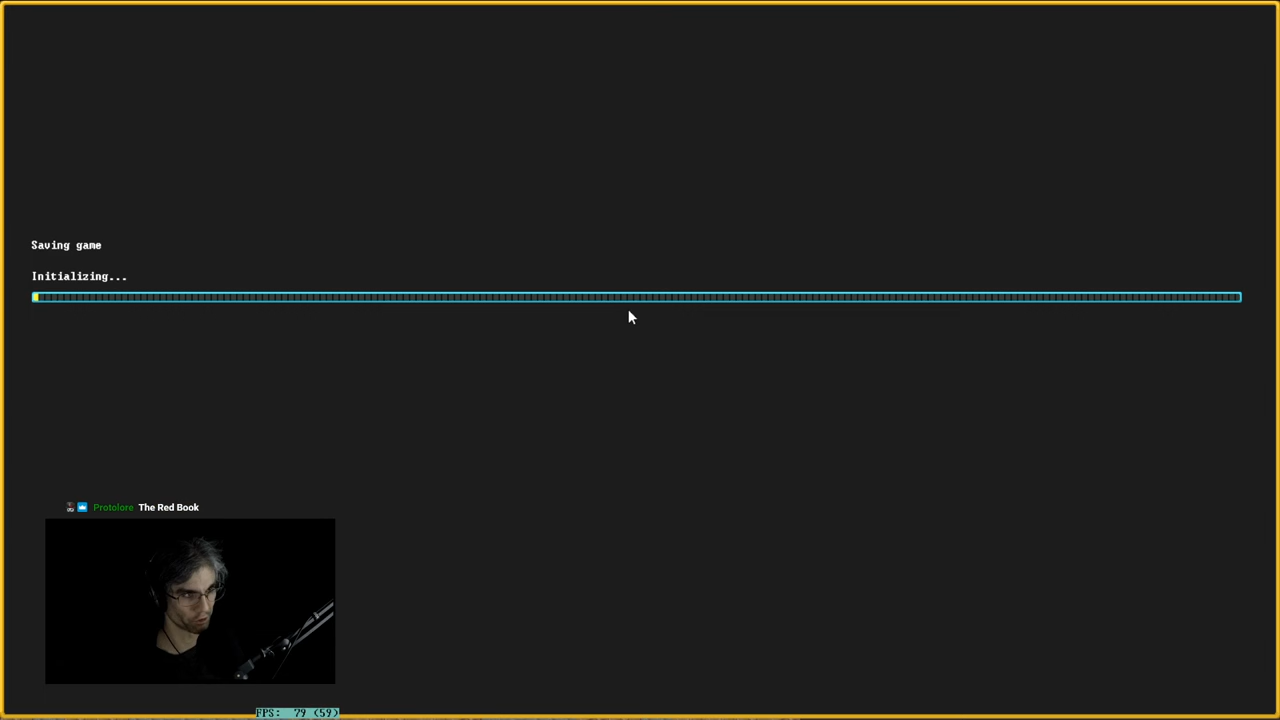 Saving game
Initializing...
Protolore The Red Book
FPS: 79 (59)